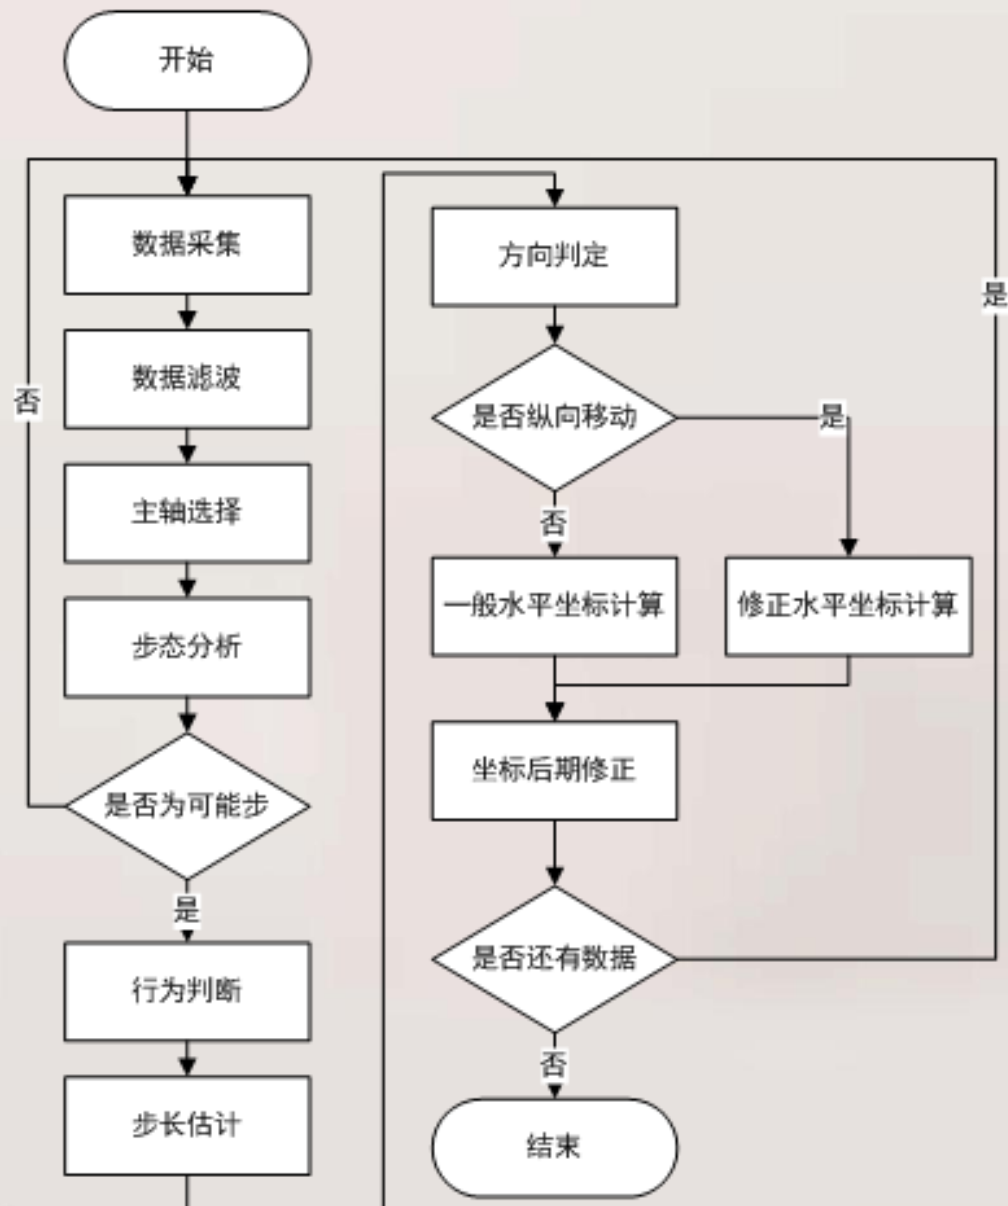 开始
数据采集
数据滤波
主轴选择
步态分析
是否为可能步
否
是
行为判断
步长估计
方向判定
是否纵向移动
是
否
一般水平坐标计算
修正水平坐标计算
坐标后期修正
是否还有数据
是
否
结束